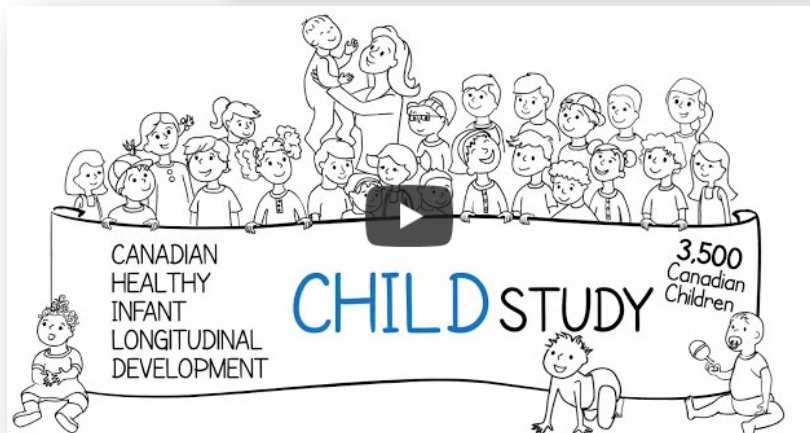 CANADIAN
HEALTHY
INFANT
LONGITUDINAL
DEVELOPMENT
CHILD STUDY
3,500
Canadian
Children